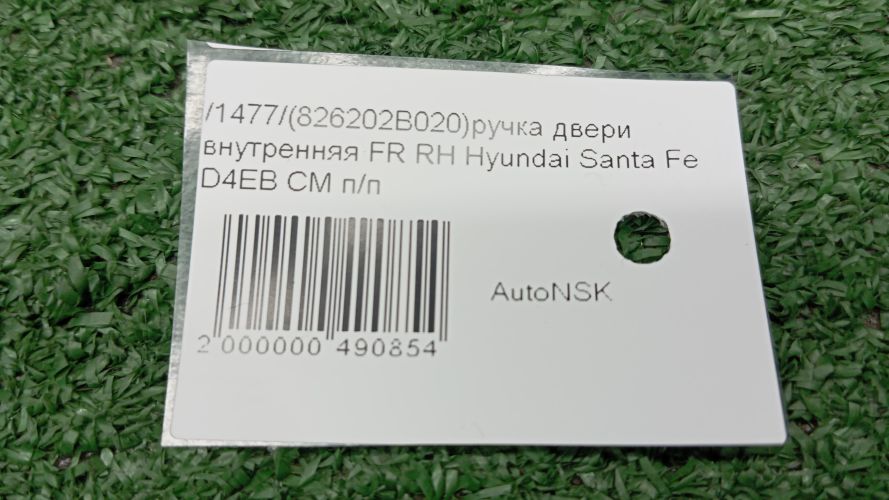 /1477/(826202B020)ручка двери
внутренняя FR RH Hyundai Santa Fe
D4EB CM п/п
AutoNSK
2 000000 490854